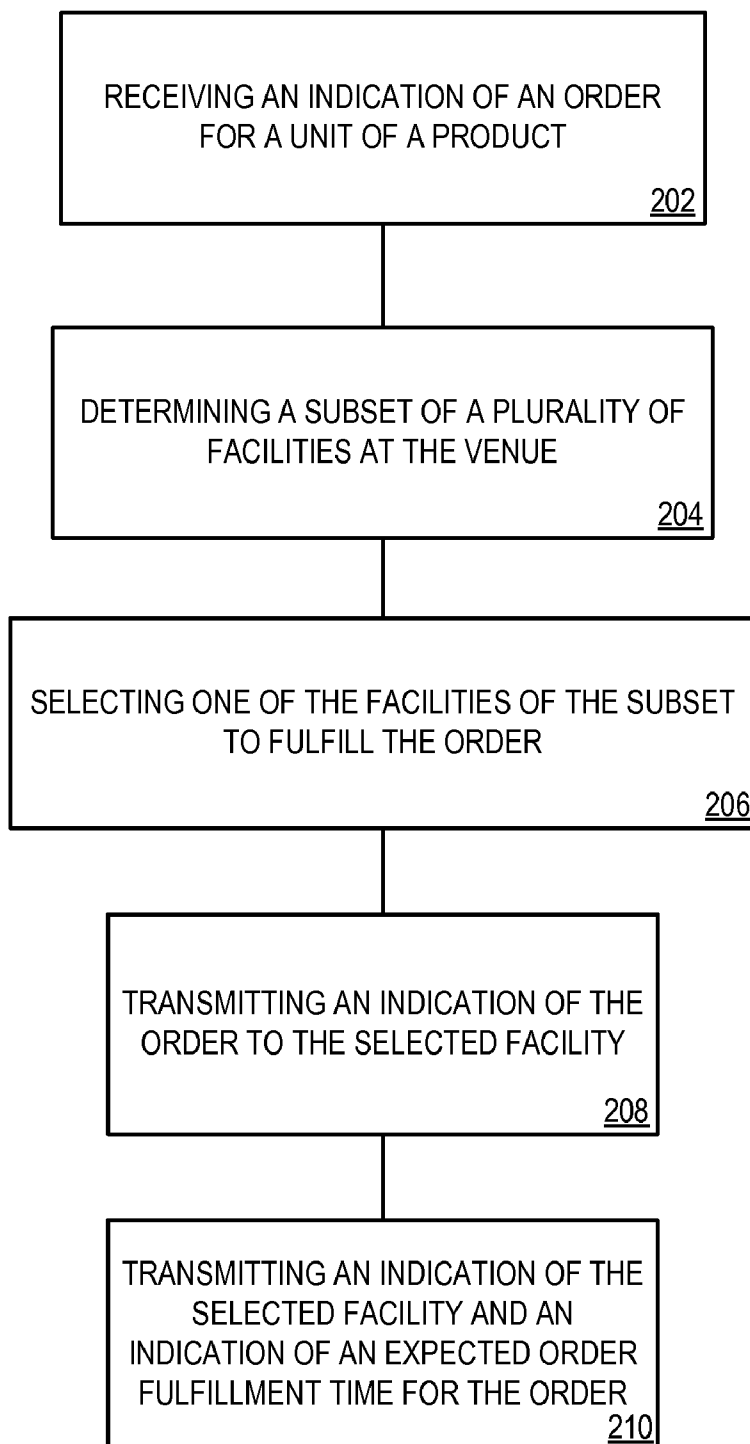 RECEIVING AN INDICATION OF AN ORDER
FOR A UNIT OF A PRODUCT
202
DETERMINING A SUBSET OF A PLURALITY OF
FACILITIES AT THE VENUE
204
SELECTING ONE OF THE FACILITIES OF THE SUBSET
TO FULFILL THE ORDER
206
TRANSMITTING AN INDICATION OF THE
ORDER TO THE SELECTED FACILITY
208
TRANSMITTING AN INDICATION OF THE
SELECTED FACILITY AND AN
INDICATION OF AN EXPECTED ORDER
FULFILLMENT TIME FOR THE ORDER
210